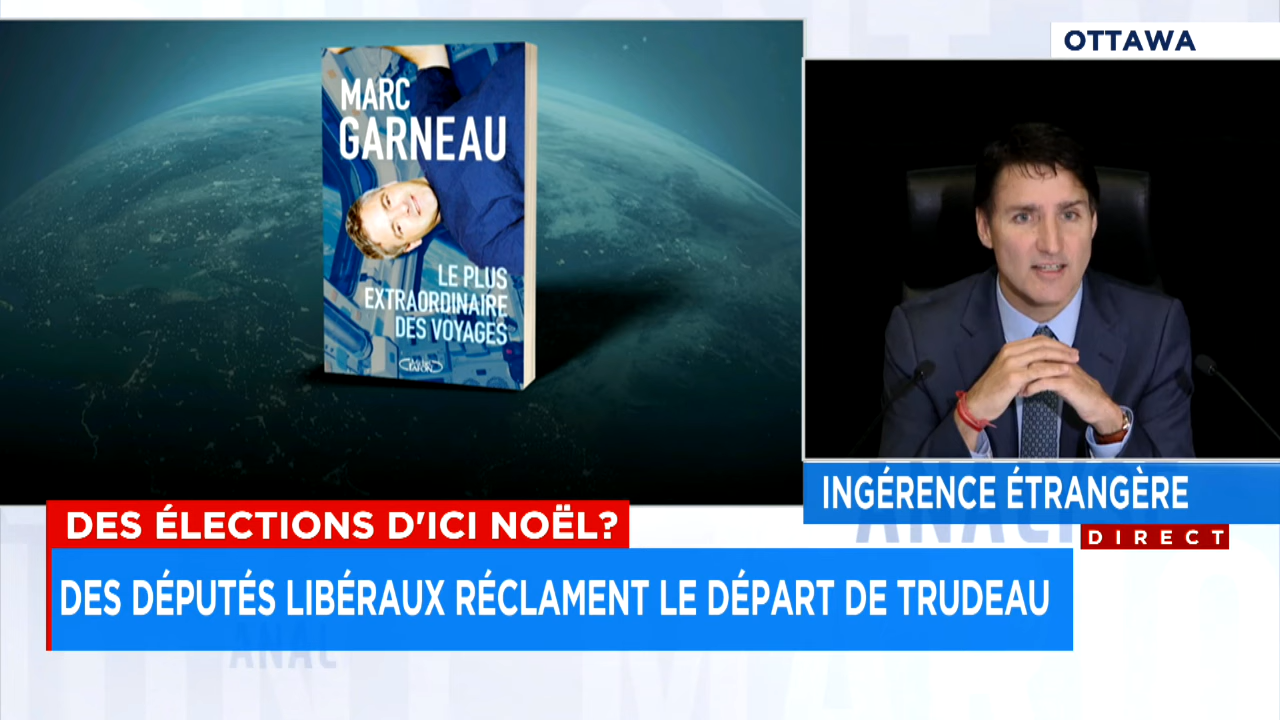 OTTAWA
MARC
GARNEAU
LE PLUS
EXTRAORDINAIRE
DES VOYAGES
LAFON
INGÉRENCE ÉTRANGÈRE
DIRECT
DES ÉLECTIONS D'ICI NOËL?
DES DÉPUTÉS LIBÉRAUX RÉCLAMENT LE DÉPART DE TRUDEAU